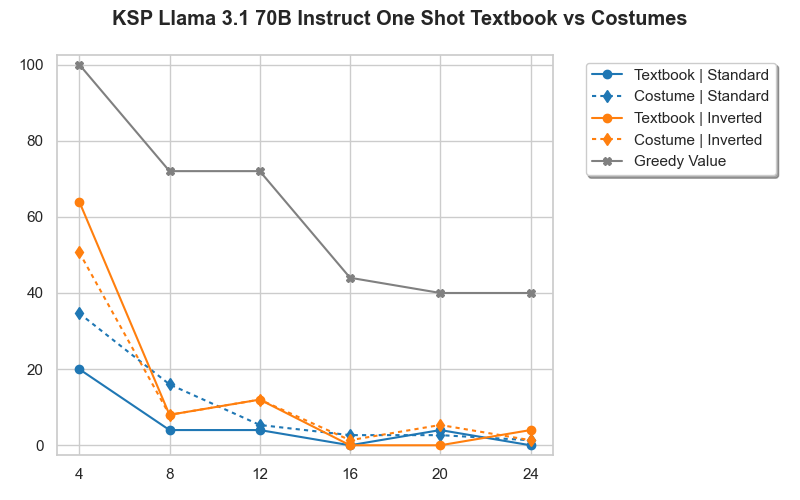 KSP Llama 3.1 70B Instruct One Shot Textbook vs Costumes
100
80
60
40
20
0
4 8 12 16 20 24
Textbook | Standard
Costume | Standard
Textbook | Inverted
Costume | Inverted
Greedy Value